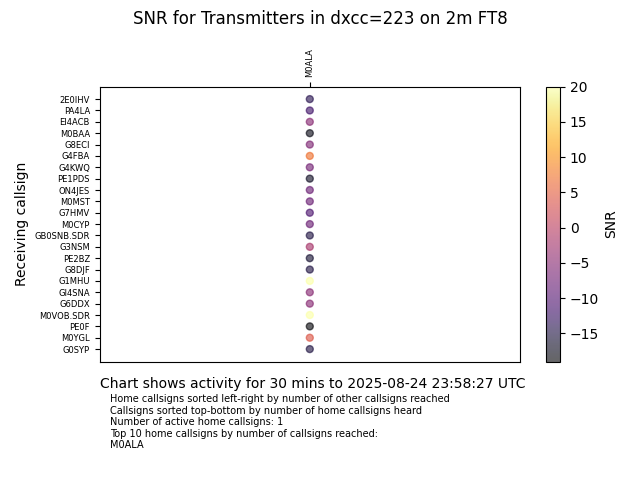 SNR for Transmitters in dxcc=223 on 2m FT8
M0ALA
2E0IHV
PA4LA
EI4ACB
M0BAA
G8ECI
G4FBA
G4KWQ
PE1PDS
ON4JES
M0MST
G7HMV
M0CYP
GB0SNB.SDR
G3NSM
PE2BZ
G8DJF
G1MHU
GI4SNA
G6DDX
M0VOB.SDR
PE0F
M0YGL
G0SYP
Receiving callsign
20
15
10
5
0
−5
−10
−15
SNR
Chart shows activity for 30 mins to 2025-08-24 23:58:27 UTC
Home callsigns sorted left-right by number of other callsigns reached
Callsigns sorted top-bottom by number of home callsigns heard
Number of active home callsigns: 1
Top 10 home callsigns by number of callsigns reached:
M0ALA